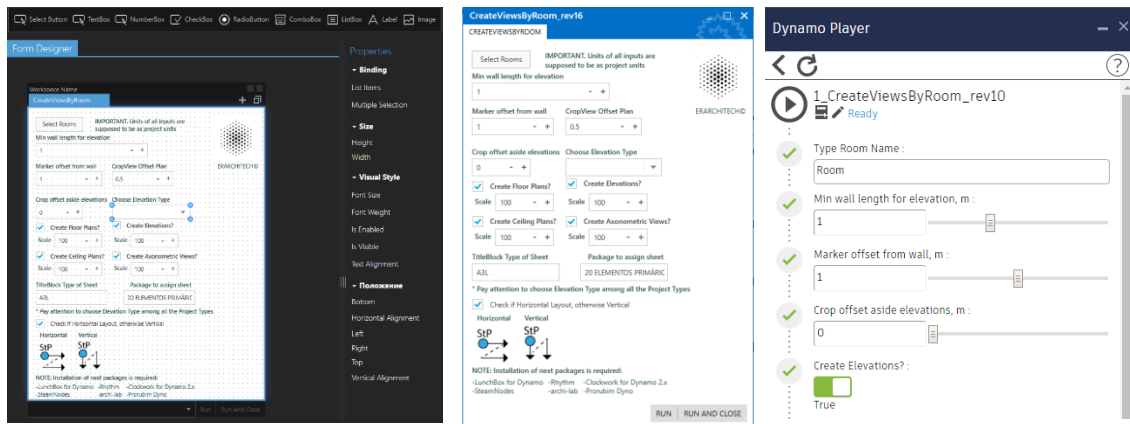 Select Button TextBox NumberBox CheckBox RadioButton ComboBox ListBox Label Image
Form Designer
Workspace Name
CreateViewsByRoom
Select Rooms
IMPORTANT. Units of all inputs are
supposed to be as project units
Min wall length for elevation
1 - +
Marker offset from wall CropView Offset Plan
ERARCHITECH©
1 - + 0.5 - +
Crop offset aside elevations Choose Elevation Type
0 - +
Create Floor Plans? Create Elevations?
Scale 100 - + Scale 100 - +
Create Ceiling Plans? Create Axonometric Views?
Scale 100 - + Scale 100 - +
TitleBlock Type of Sheet Package to assign sheet
A3L 20 ELEMENTOS PRIMÁRIC
* Pay attention to choose Elevation Type among all the Project Types
Check if Horizontal Layout, otherwise Vertical
Horizontal Vertical
StP StP
NOTE: Installation of next packages is required:
-LunchBox for Dynamo -Rhythm -Clockwork for Dynamo 2.x
-SteamNodes -archi-lab -Prorubim Dyno
Run Run And Close
Properties
Binding
List Items
Multiple Selection
Size
Height
Width
Visual Style
Font Size
Font Weight
Is Enabled
Is Visible
Text Alignment
Положение
Bottom
Horizontal Alignment
Left
Right
Top
Vertical Alignment
CreateViewsByRoom_rev16
CREATEVIEWSBYROOM
Select Rooms
IMPORTANT. Units of all inputs are
supposed to be as project units
Min wall length for elevation
1 - +
Marker offset from wall CropView Offset Plan
ERARCHITECH©
1 - + 0.5 - +
Crop offset aside elevations Choose Elevation Type
0 - +
Create Floor Plans? Create Elevations?
Scale 100 - + Scale 100 - +
Create Ceiling Plans? Create Axonometric Views?
Scale 100 - + Scale 100 - +
TitleBlock Type of Sheet Package to assign sheet
A3L 20 ELEMENTOS PRIMÁRIC
* Pay attention to choose Elevation Type among all the Project Types
Check if Horizontal Layout, otherwise Vertical
Horizontal Vertical
StP StP
NOTE: Installation of next packages is required:
-LunchBox for Dynamo -Rhythm -Clockwork for Dynamo 2.x
-SteamNodes -archi-lab -Prorubim Dyno
RUN RUN AND CLOSE
Dynamo Player
1_CreateViewsByRoom_rev10
Ready
Type Room Name :
Room
Min wall length for elevation, m :
1
Marker offset from wall, m :
1
Crop offset aside elevations, m :
0
Create Elevations? :
True